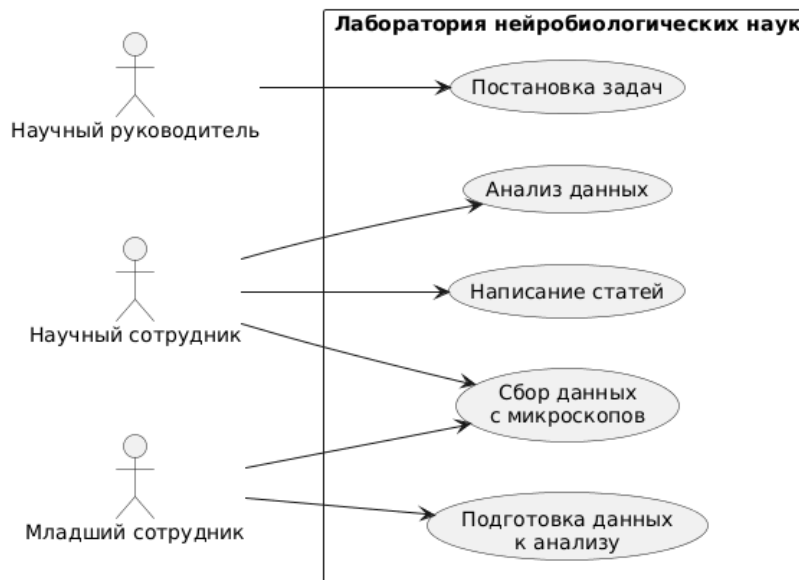 Лаборатория нейробиологических наук
Постановка задач
Научный руководитель
Анализ данных
Написание статей
Научный сотрудник
Сбор данных
с микроскопов
Младший сотрудник
Подготовка данных
к анализу